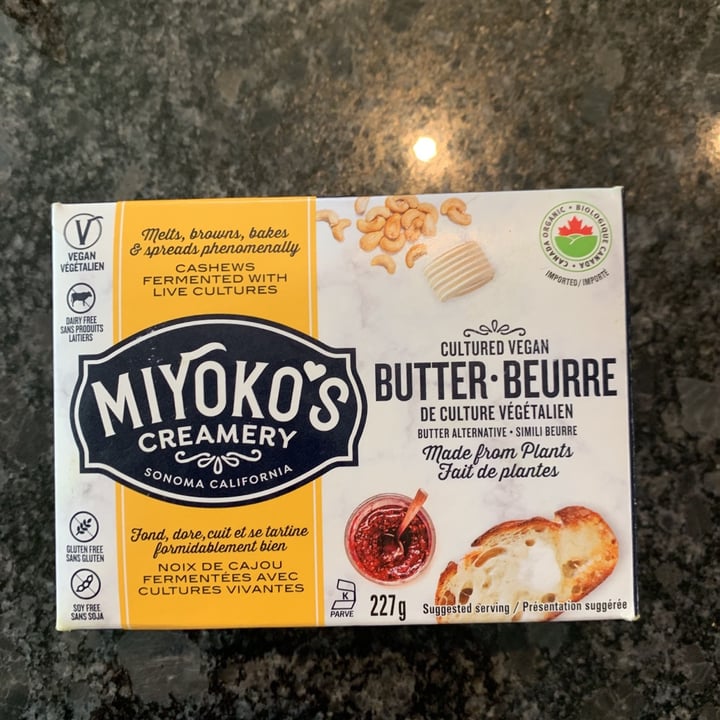 VEGAN
VÉGÉTALIEN
DAIRY FREE
SANS PRODUITS
LAITIERS
Melts, browns, bakes
& spreads phenomenally
CASHEWS
FERMENTED WITH
LIVE CULTURES
MIYOKO'S
CREAMERY
SONOMA CALIFORNIA
Fond, dore, cuit et se tartine
formidablement bien
NOIX DE CAJOU
FERMENTÉES AVEC
CULTURES VIVANTES
GLUTEN FREE
SANS GLUTEN
SOY FREE
SANS SOJA
CANADA ORGANIC • BIOLOGIQUE CANADA •
IMPORTED / IMPORTÉ
CULTURED VEGAN
BUTTER • BEURRE
DE CULTURE VÉGÉTALIEN
BUTTER ALTERNATIVE • SIMILI BEURRE
Made from Plants
Fait de plantes
K
PARVE
227g
Suggested serving / Présentation suggérée